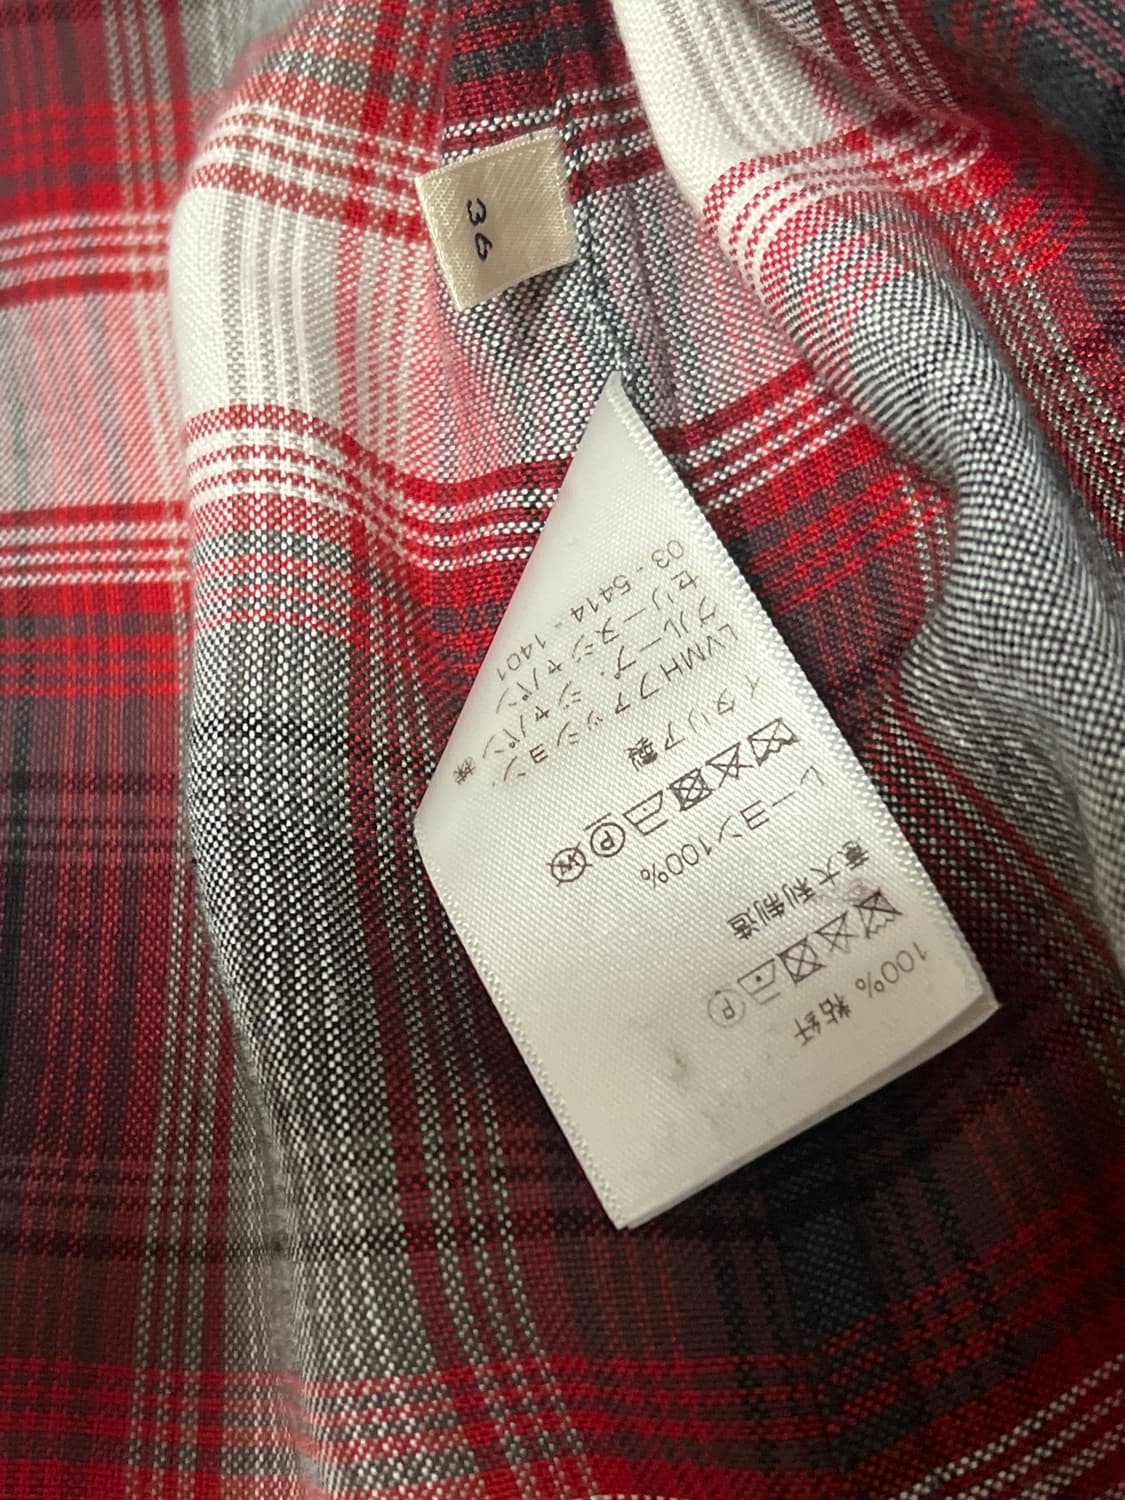 36
100% 粘纤
意大利制造
レーヨン100%
イタリア製
LVMHファッション・
グループ・ジャパン㈱
セリーヌジャパン
03-5414-1401